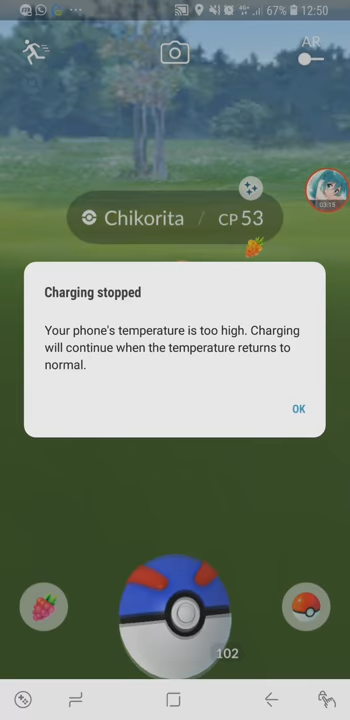 67% 12:50
AR
Chikorita / CP53
03:15
Charging stopped
Your phone's temperature is too high. Charging
will continue when the temperature returns to
normal.
OK
102